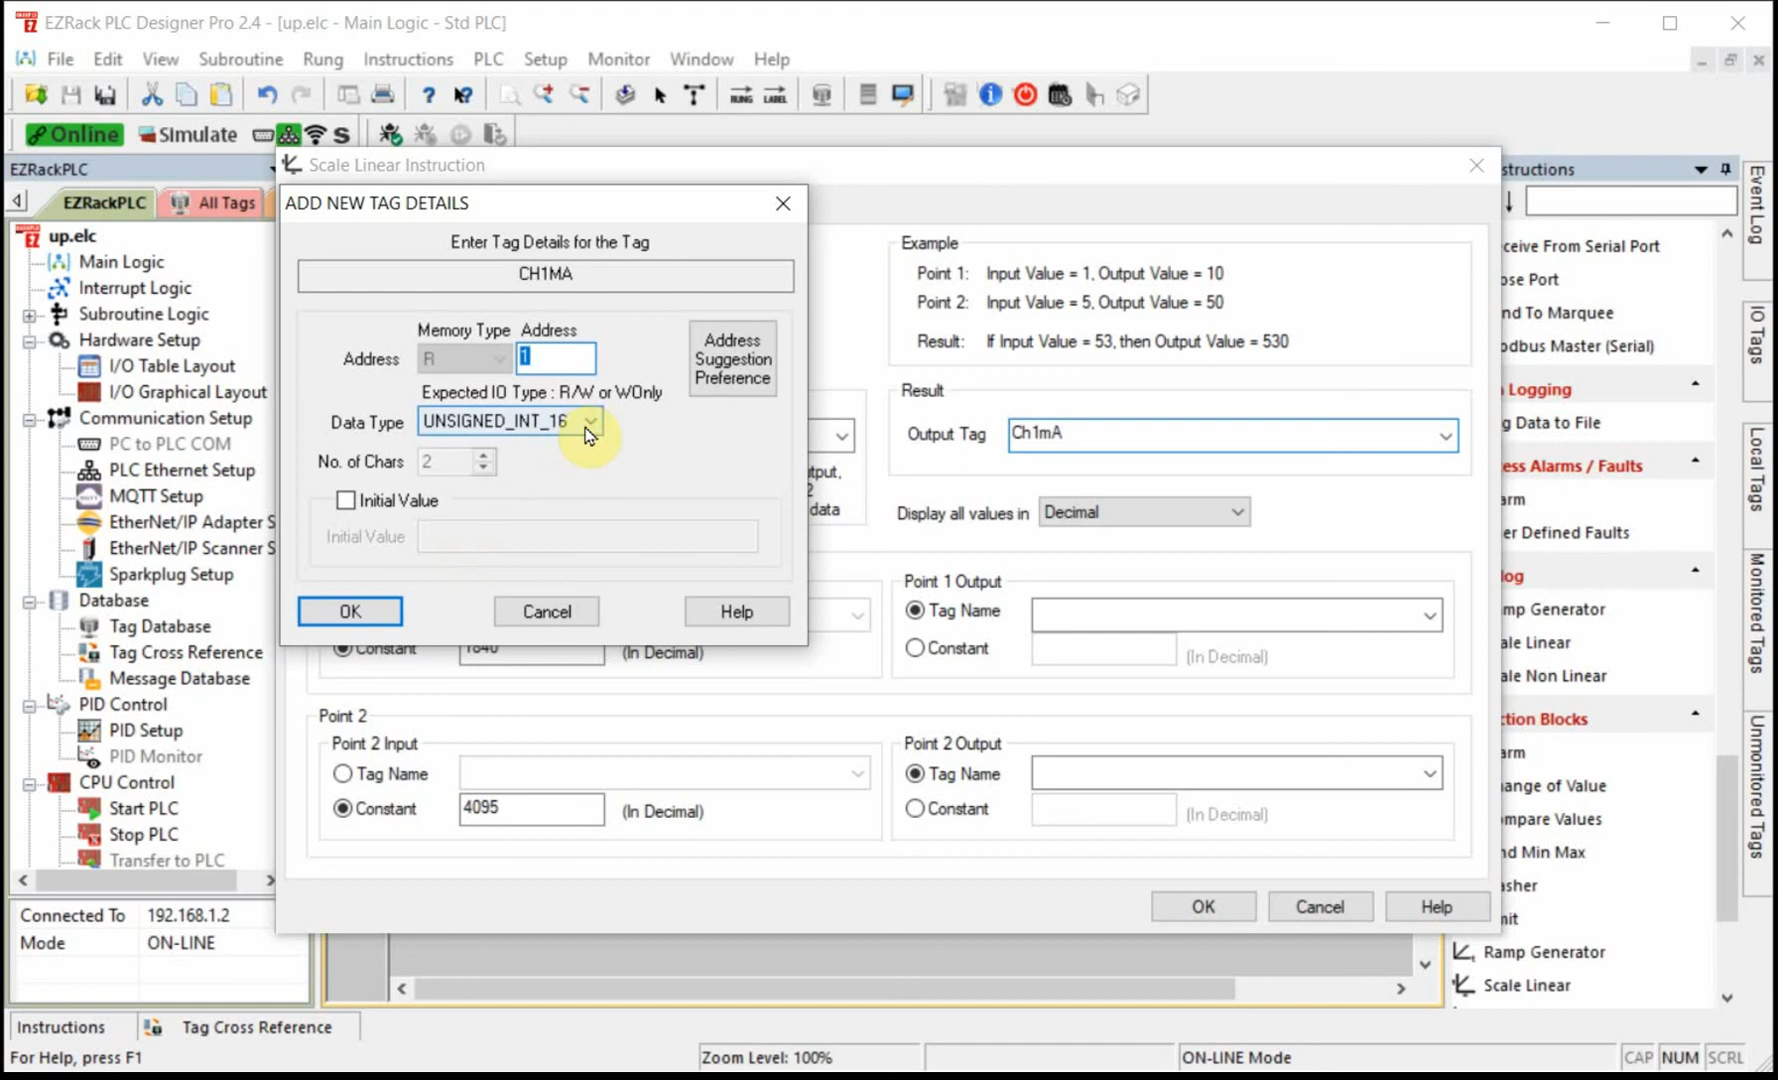 EZRack PLC Designer Pro 2.4 - [up.elc - Main Logic - Std PLC]
File Edit View Subroutine Rung Instructions PLC Setup Monitor Window Help
RUNG LABEL
Online Simulate S
EZRackPLC
EZRackPLC All Tags
up.elc
Main Logic
Interrupt Logic
Subroutine Logic
Hardware Setup
I/O Table Layout
I/O Graphical Layout
Communication Setup
PC to PLC COM
PLC Ethernet Setup
MQTT Setup
EtherNet/IP Adapter S
EtherNet/IP Scanner S
Sparkplug Setup
Database
Tag Database
Tag Cross Reference
Message Database
PID Control
PID Setup
PID Monitor
CPU Control
Start PLC
Stop PLC
Transfer to PLC
Connected To 192.168.1.2
Mode ON-LINE
Instructions Tag Cross Reference
For Help, press F1
Zoom Level: 100%
ON-LINE Mode
CAP NUM SCRL
Scale Linear Instruction
ADD NEW TAG DETAILS
Enter Tag Details for the Tag
CH1MA
Memory Type Address
Address R 1
Address Suggestion Preference
Expected IO Type : R/W or WOnly
Data Type UNSIGNED_INT_16
No. of Chars 2
Initial Value
Initial Value
OK Cancel Help
Example
Point 1: Input Value = 1, Output Value = 10
Point 2: Input Value = 5, Output Value = 50
Result: If Input Value = 53, then Output Value = 530
Result
Output Tag Ch1mA
tput,
2
data
Display all values in Decimal
Constant 1840 (In Decimal)
Point 1 Output
Tag Name
Constant (In Decimal)
Point 2
Point 2 Input
Tag Name
Constant 4095 (In Decimal)
Point 2 Output
Tag Name
Constant (In Decimal)
OK Cancel Help
structions
ceive From Serial Port
ose Port
nd To Marquee
odbus Master (Serial)
Logging
g Data to File
ess Alarms / Faults
arm
er Defined Faults
log
mp Generator
ale Linear
ale Non Linear
ction Blocks
arm
ange of Value
ompare Values
nd Min Max
asher
mit
Ramp Generator
Scale Linear
Event Log
IO Tags
Local Tags
Monitored Tags
Unmonitored Tags